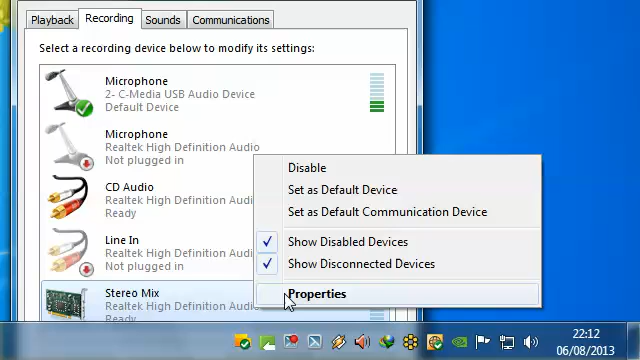 Playback Recording Sounds Communications
Select a recording device below to modify its settings:
Microphone
2- C-Media USB Audio Device
Default Device
Microphone
Realtek High Definition Audio
Not plugged in
Disable
CD Audio
Realtek High Definition Audi
Ready
Set as Default Device
Set as Default Communication Device
Line In
Realtek High Definition Audi
Not plugged in
Show Disabled Devices
Show Disconnected Devices
Stereo Mix
Realtek High Definition Audi
Ready
Properties
22:12
06/08/2013